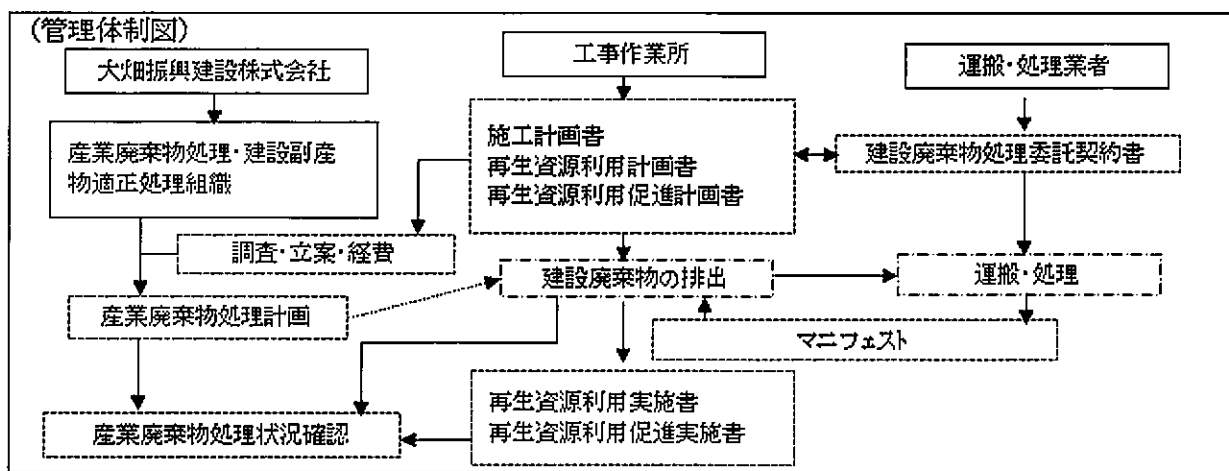 (管理体制図)
大畑振興建設株式会社
工事作業所
運搬・処理業者
産業廃棄物処理・建設副産
物適正処理組織
施工計画書
再生資源利用計画書
再生資源利用促進計画書
建設廃棄物処理委託契約書
調査・立案・経費
建設廃棄物の排出
運搬・処理
産業廃棄物処理計画
マニフェスト
再生資源利用実施書
再生資源利用促進実施書
産業廃棄物処理状況確認